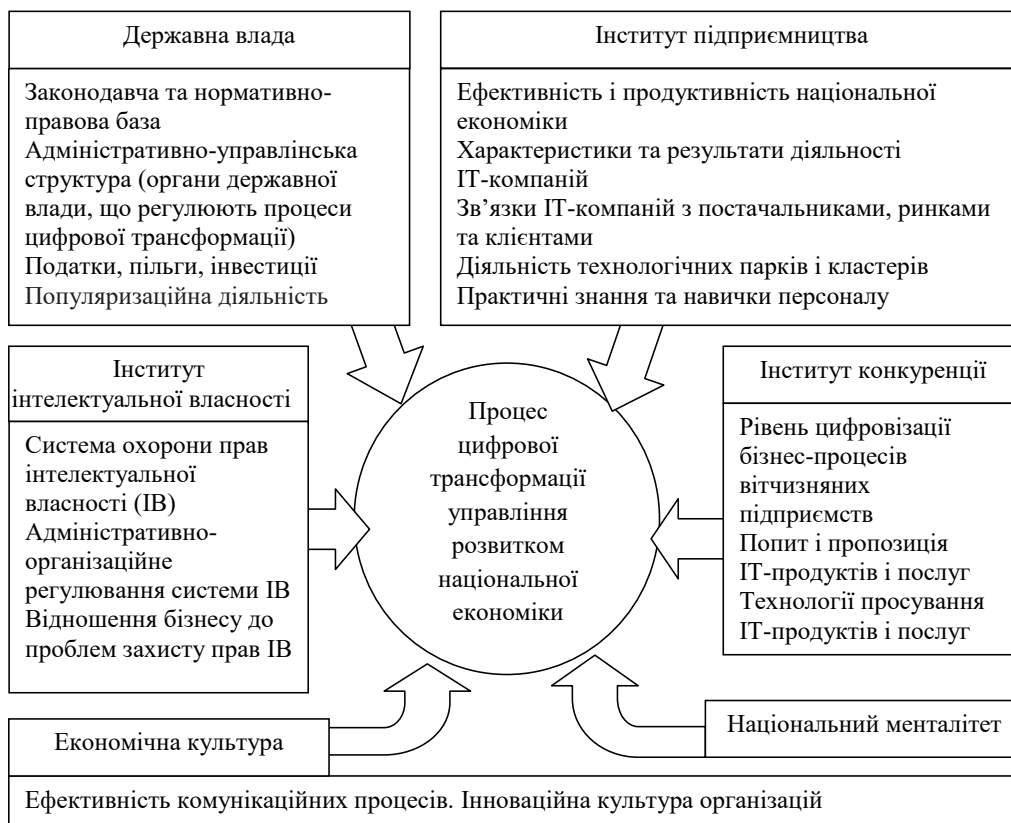 Державна влада
Законодавча та нормативно-
правова база
Адміністративно-управлінська
структура (органи державної
влади, що регулюють процеси
цифрової трансформації)
Податки, пільги, інвестиції
Популяризаційна діяльність
Інститут підприємництва
Ефективність і продуктивність національної
економіки
Характеристики та результати діяльності
ІТ-компаній
Зв’язки ІТ-компаній з постачальниками, ринками
та клієнтами
Діяльність технологічних парків і кластерів
Практичні знання та навички персоналу
Інститут
інтелектуальної власності
Система охорони прав
інтелектуальної
власності (ІВ)
Адміністративно-
організаційне
регулювання системи ІВ
Відношення бізнесу до
проблем захисту прав ІВ
Процес
цифрової
трансформації
управління
розвитком
національної
економіки
Інститут конкуренції
Рівень цифровізації
бізнес-процесів
вітчизняних
підприємств
Попит і пропозиція
ІТ-продуктів і послуг
Технології просування
ІТ-продуктів і послуг
Економічна культура
Національний менталітет
Ефективність комунікаційних процесів. Інноваційна культура організацій